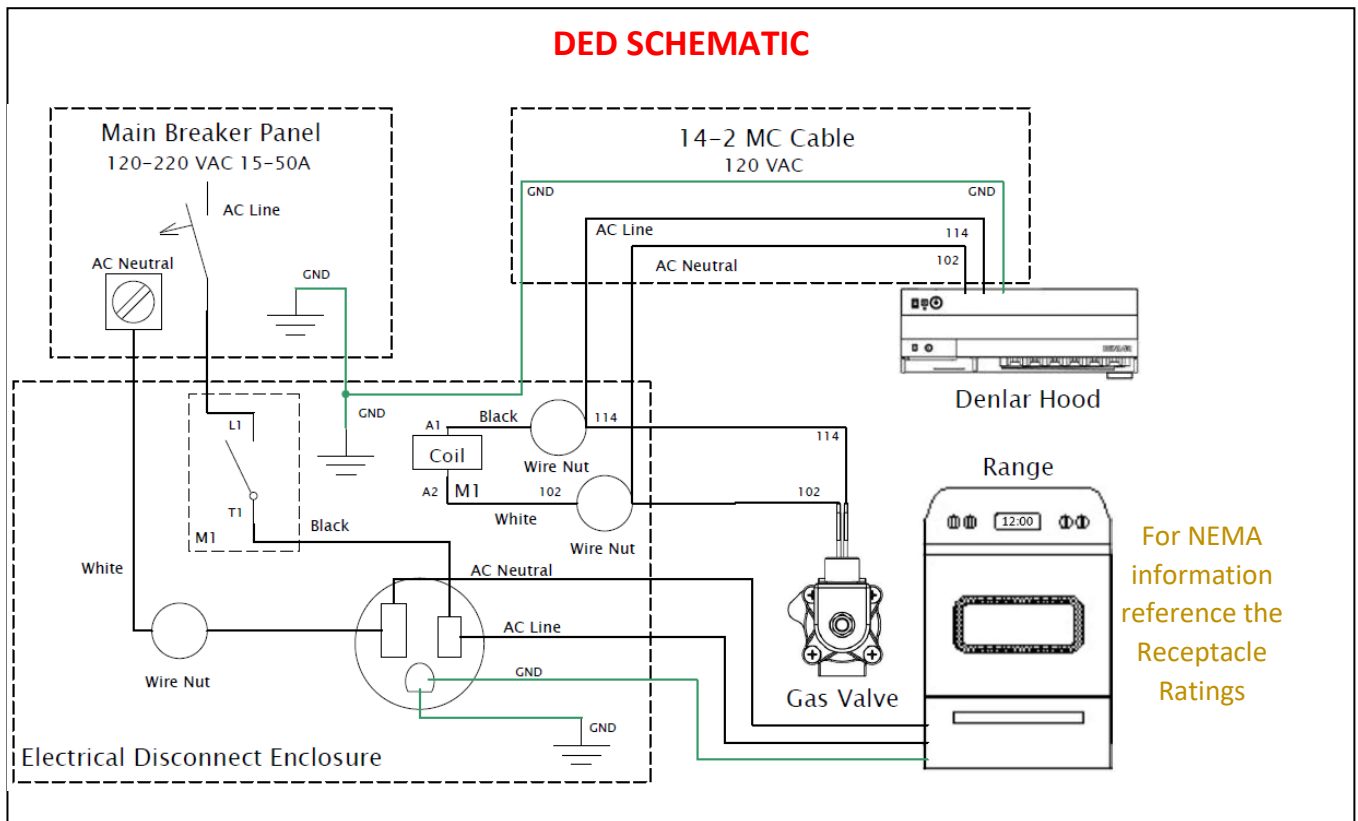 DED SCHEMATIC
Main Breaker Panel
120-220 VAC 15-50A
AC Line
AC Neutral
GND
14-2 MC Cable
120 VAC
GND
GND
AC Line
114
AC Neutral
102
Denlar Hood
L1
GND
T1
M1
Black
A1
Black
114
Coil
Wire Nut
A2
M1
102
White
Wire Nut
114
102
Gas Valve
Range
12:00
For NEMA
information
reference the
Receptacle
Ratings
White
Wire Nut
AC Neutral
AC Line
GND
GND
Electrical Disconnect Enclosure